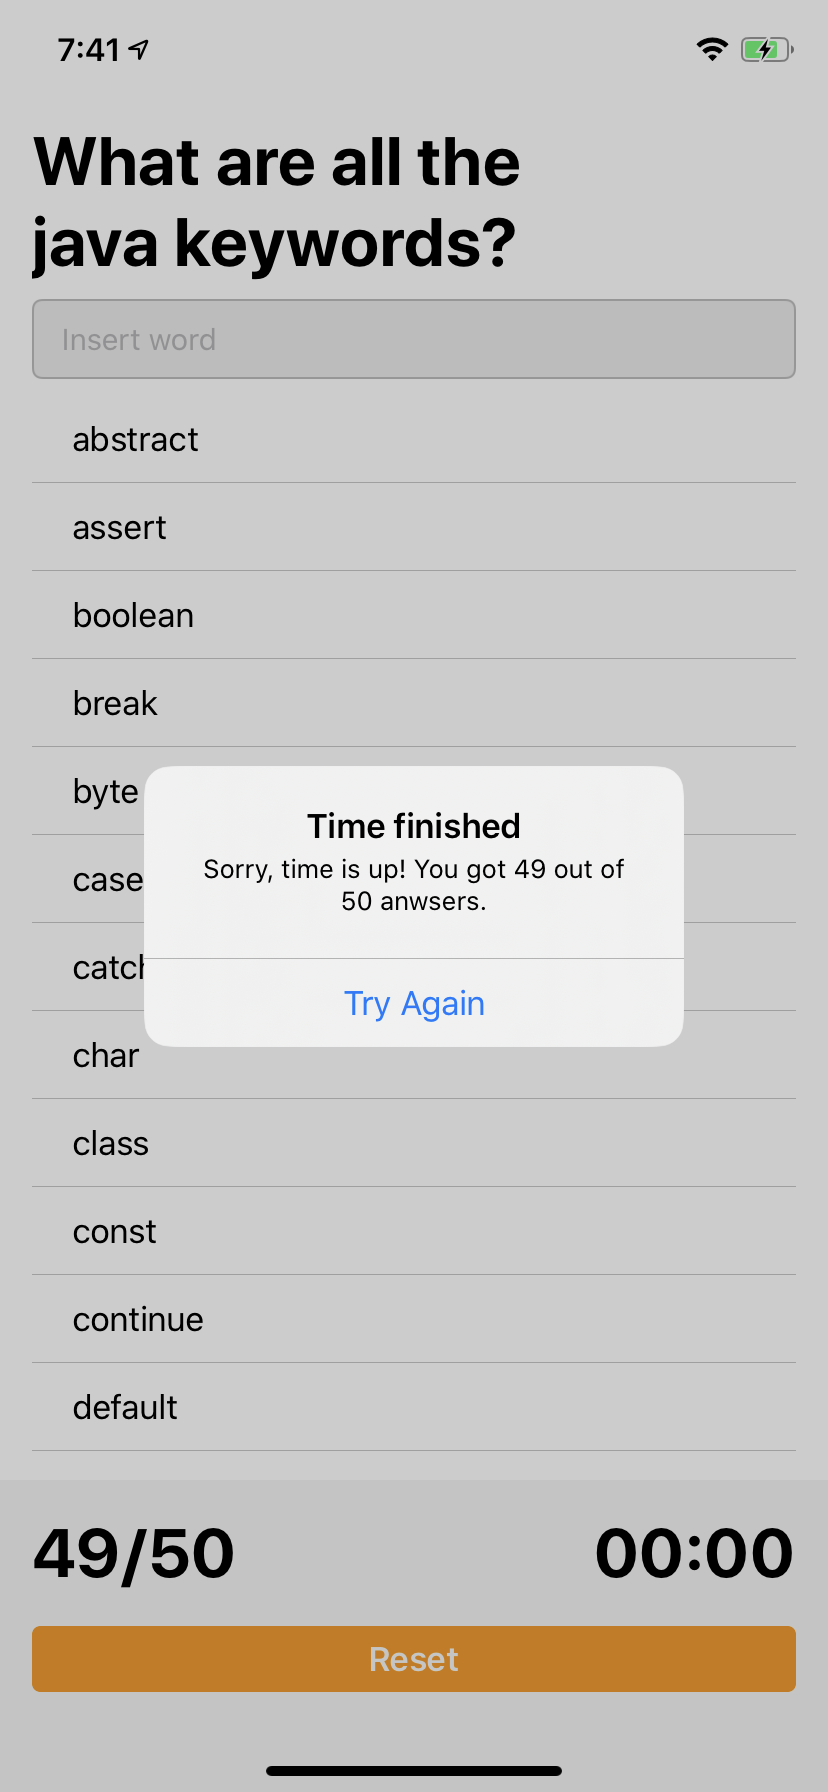 7:41
What are all the
java keywords?
Insert word
abstract
assert
boolean
break
byte
case
catch
Time finished
Sorry, time is up! You got 49 out of
50 anwsers.
Try Again
char
class
const
continue
default
49/50
00:00
Reset